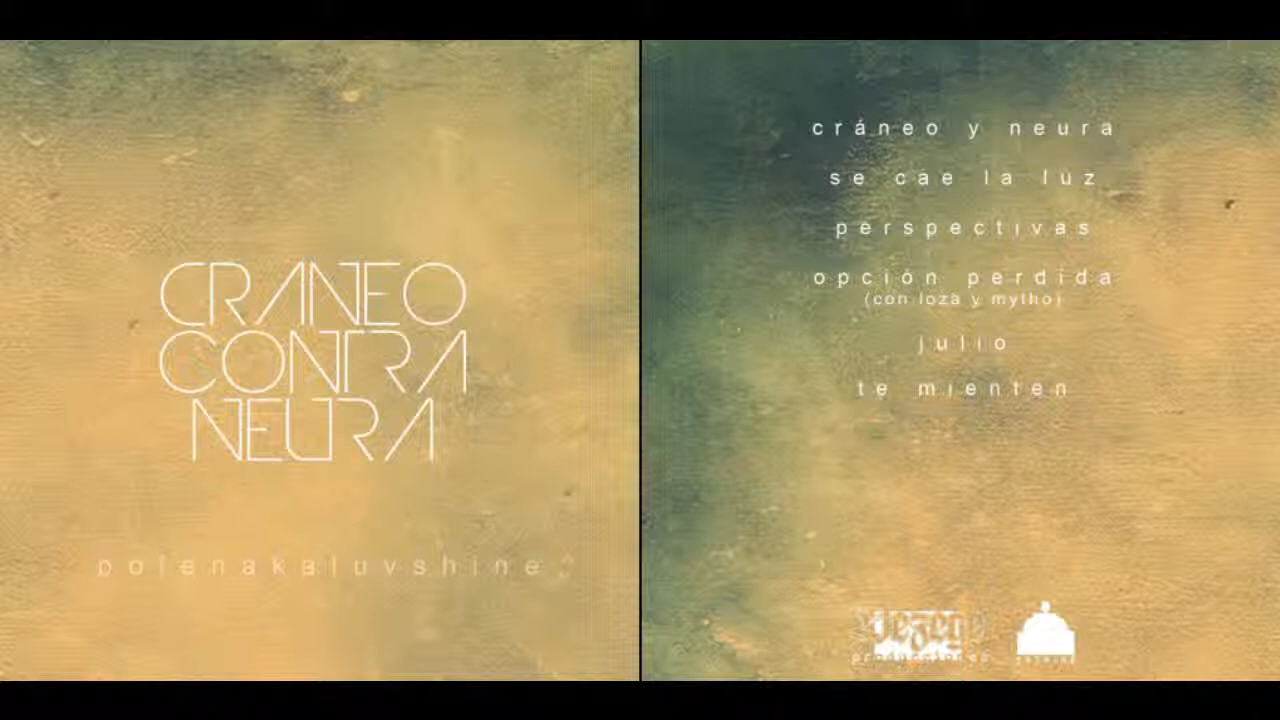 CRANEO
CONTRA
NEURA
polenakaluvshine
cráneo y neura
se cae la luz
perspectivas
opción perdida
(con loza y mytho)
julio
te mienten